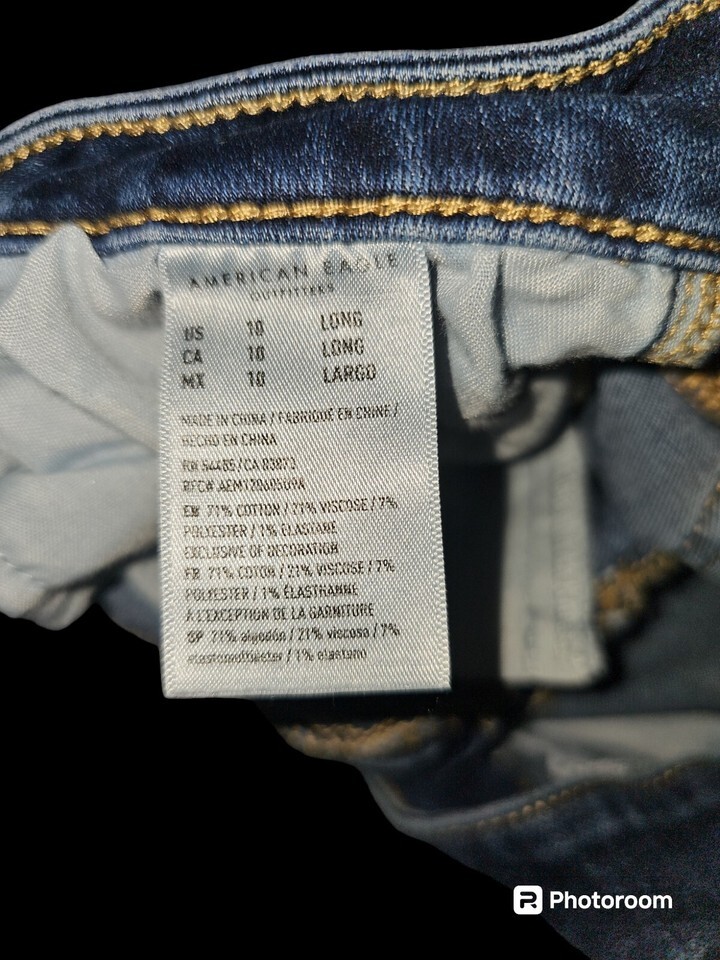 AMERICAN EAGLE
OUTFITTERS
US 10 LONG
CA 10 LONG
MX 10 LARGO
MADE IN CHINA / FABRIQUÉ EN CHINE /
HECHO EN CHINA
RN 54485/CA 03873
RFC#
EN 71% COTTON / 21% VISCOSE / 7%
POLYESTER / 1% ELASTANE
EXCLUSIVE OF DECORATION
FR 71% COTON / 21% VISCOSE / 7%
POLYESTER / 1% ÉLASTHANNE
À L'EXCEPTION DE LA GARNITURE
SP 71% algodón / 21% viscosa / 7%
elastomultiéster / 1% elastano
Photoroom